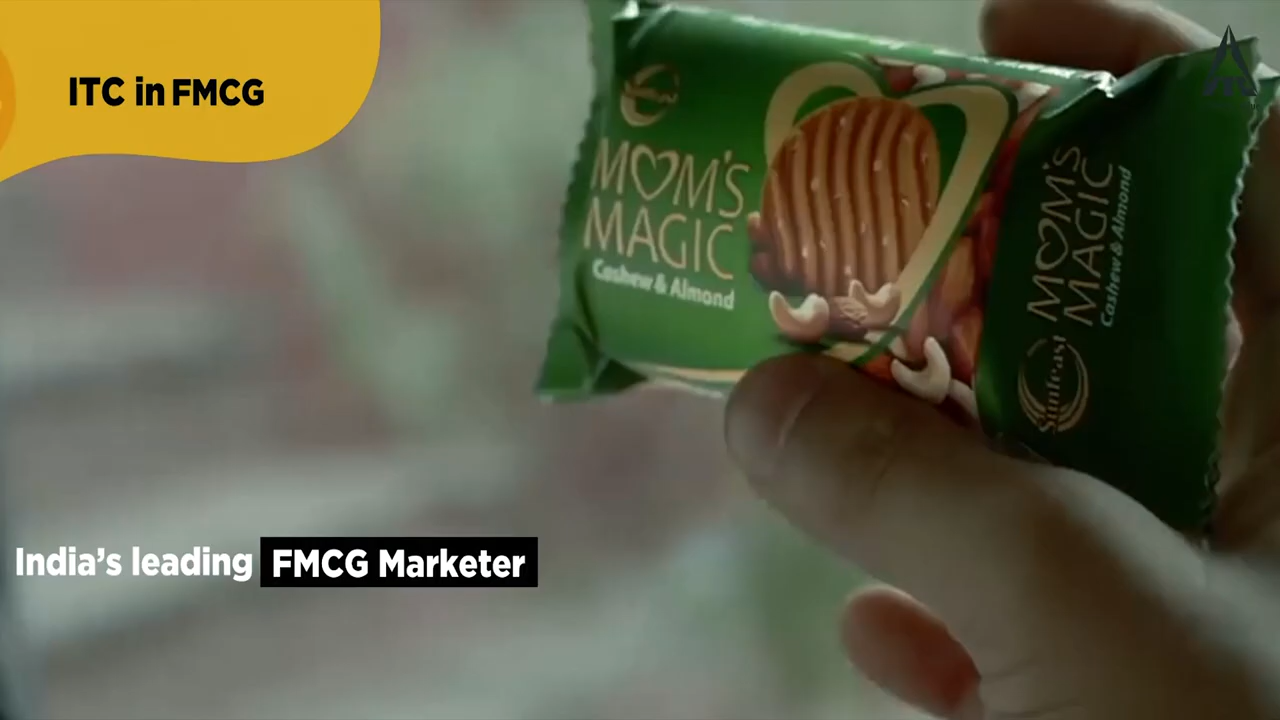 ITC in FMCG
MOM'S
MAGIC
Cashew & Almond
MOM'S
MAGIC
Cashew & Almond
Sunfeast
India's leading FMCG Marketer